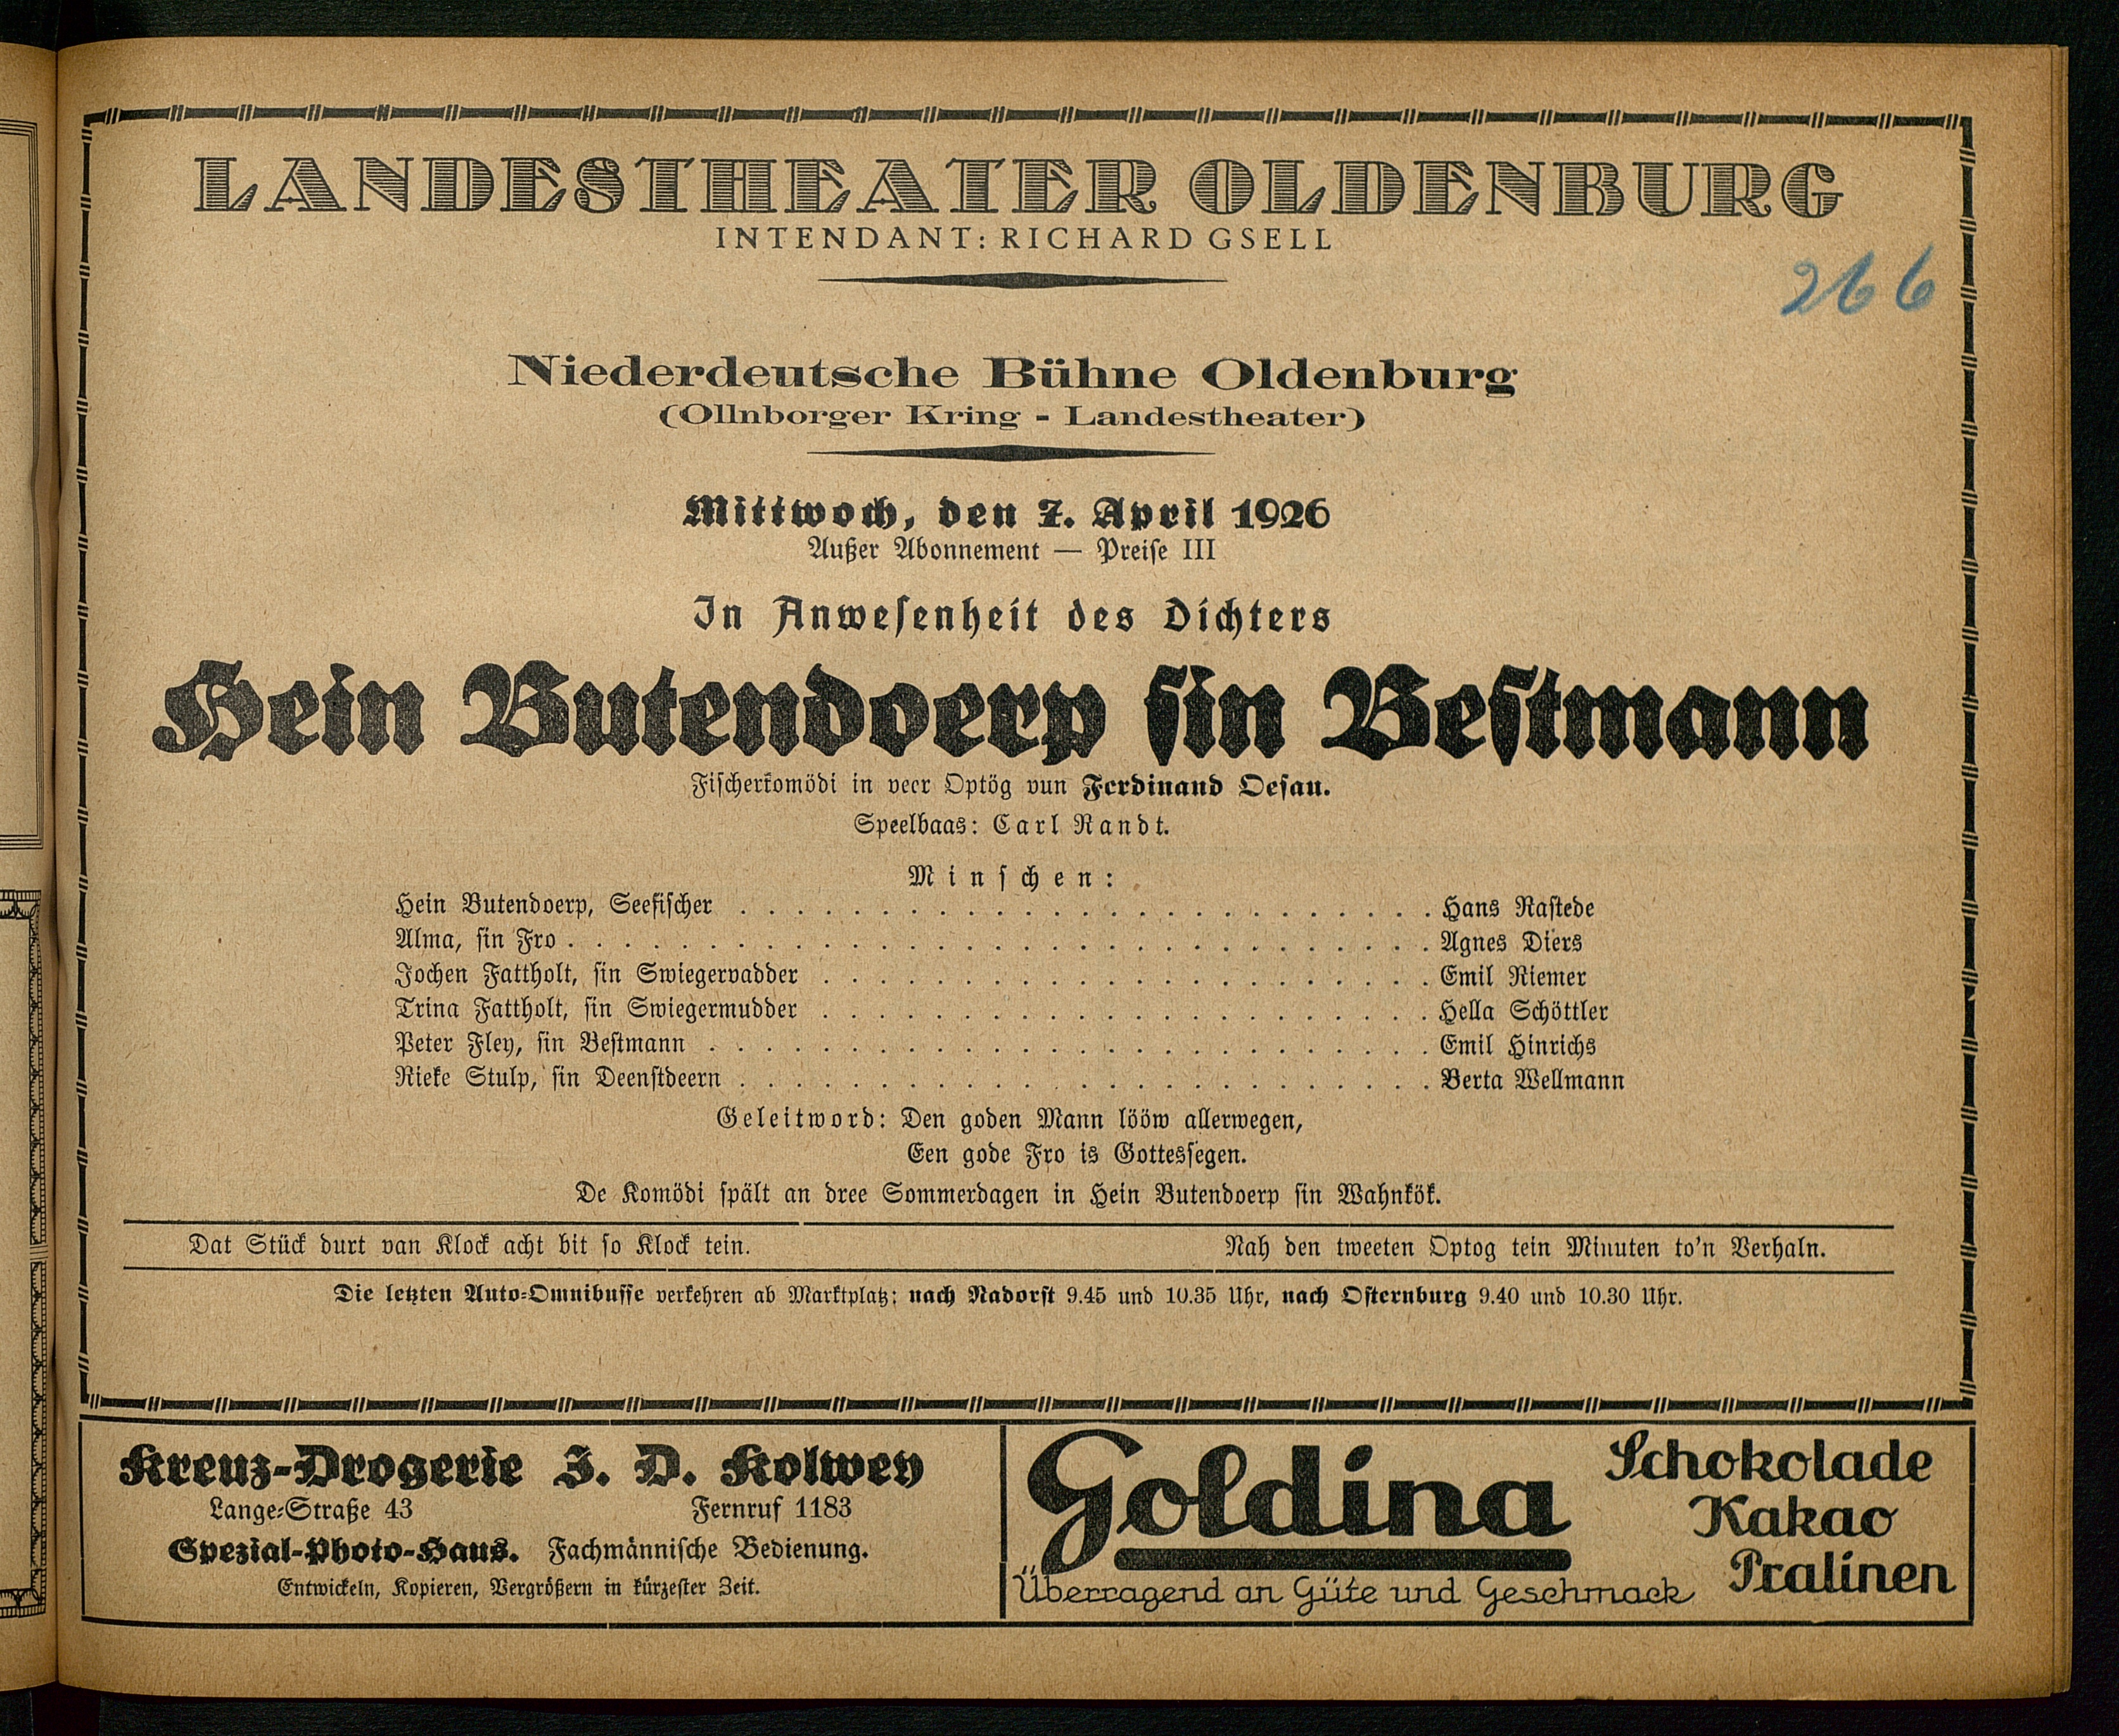 LANDESTHEATER OLDENBURG
INTENDANT: RICHARD GSELL
266
Niederdeutsche Bühne Oldenburg
(Ollnborger Kring - Landestheater)
Mittwoch, den 7. April 1926
Außer Abonnement — Preise III
In Anwesenheit des Dichters
Hein Butendoerp sin Bestmann
Fischerkomödi in veer Optög vun Ferdinand Oesau.
Speelbaas: Carl Randt.
Minschen:
Hein Butendoerp, Seefischer . . . . . . . . . . . . . . . . . . . . . . . . . Hans Rastede
Alma, sin Fro . . . . . . . . . . . . . . . . . . . . . . . . . . . . . . . Agnes Diers
Jochen Fattholt, sin Swiegervadder . . . . . . . . . . . . . . . . . . . . . . Emil Riemer
Trina Fattholt, sin Swiegermudder . . . . . . . . . . . . . . . . . . . . . . Hella Schöttler
Peter Fley, sin Bestmann . . . . . . . . . . . . . . . . . . . . . . . . . . Emil Hinrichs
Rieke Stulp, sin Deenstdeern . . . . . . . . . . . . . . . . . . . . . . . . . Berta Wellmann
Geleitword: Den goden Mann lööw allerwegen,
Een gode Fro is Gottessegen.
De Komödi spält an dree Sommerdagen in Hein Butendoerp sin Wahnkök.
Dat Stück durt van Klock acht bit so Klock tein. Nah den tweeten Optog tein Minuten to'n Verhaln.
Die letzten Auto-Omnibusse verkehren ab Marktplatz: nach Nadorst 9.45 und 10.35 Uhr, nach Osternburg 9.40 und 10.30 Uhr.
Kreuz-Drogerie J. D. Kolwey
Lange-Straße 43 Fernruf 1183
Spezial-Photo-Haus. Fachmännische Bedienung.
Entwickeln, Kopieren, Vergrößern in kürzester Zeit.
Goldina
Überragend an Güte und Geschmack
Schokolade
Kakao
Pralinen